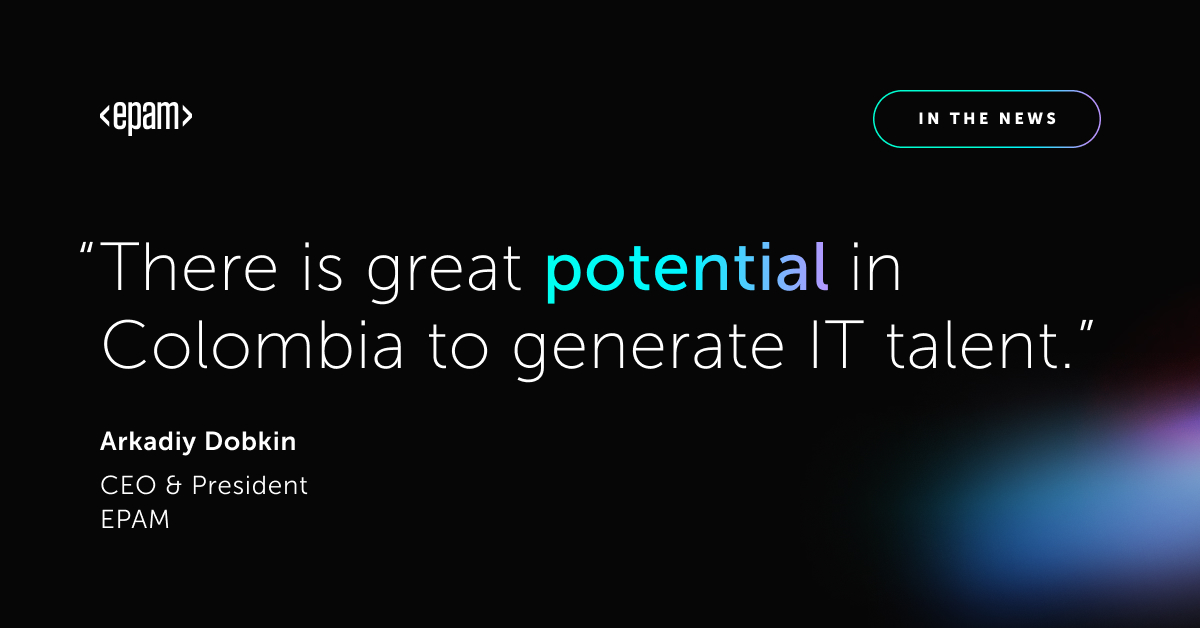 <epam>
IN THE NEWS
“There is great potential in
Colombia to generate IT talent.”
Arkadiy Dobkin
CEO & President
EPAM